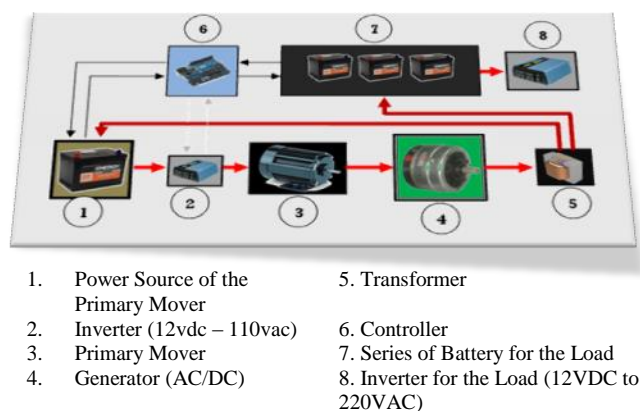 6
7
8
1
2
3
4
5
1. Power Source of the
Primary Mover
2. Inverter (12vdc – 110vac)
3. Primary Mover
4. Generator (AC/DC)
5. Transformer
6. Controller
7. Series of Battery for the Load
8. Inverter for the Load (12VDC to
220VAC)